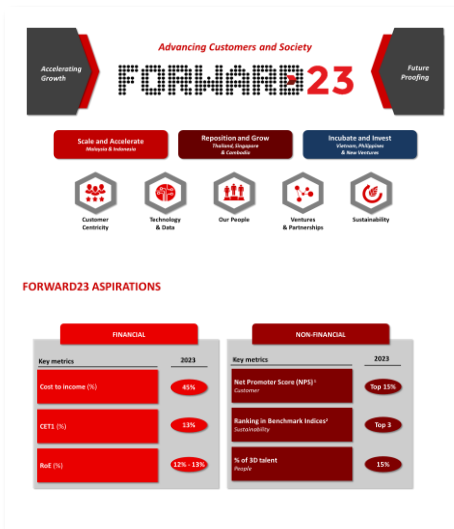 Advancing Customers and Society
Accelerating
Growth
FORWARD23
Future
Proofing
Scale and Accelerate
Malaysia & Indonesia
Reposition and Grow
Thailand, Singapore
& Cambodia
Incubate and Invest
Vietnam, Philippines
& New Ventures
Customer
Centricity
Technology
& Data
Our People
Ventures
& Partnerships
Sustainability
FORWARD23 ASPIRATIONS
FINANCIAL
Key metrics 2023
Cost to Income (%) 45%
CET1 (%) 13%
RoE (%) 12% - 13%
NON-FINANCIAL
Key metrics 2023
Net Promoter Score (NPS) ¹ Top 15%
Customer
Ranking in Benchmark Indices² Top 3
Sustainability
% of 3D talent 15%
People